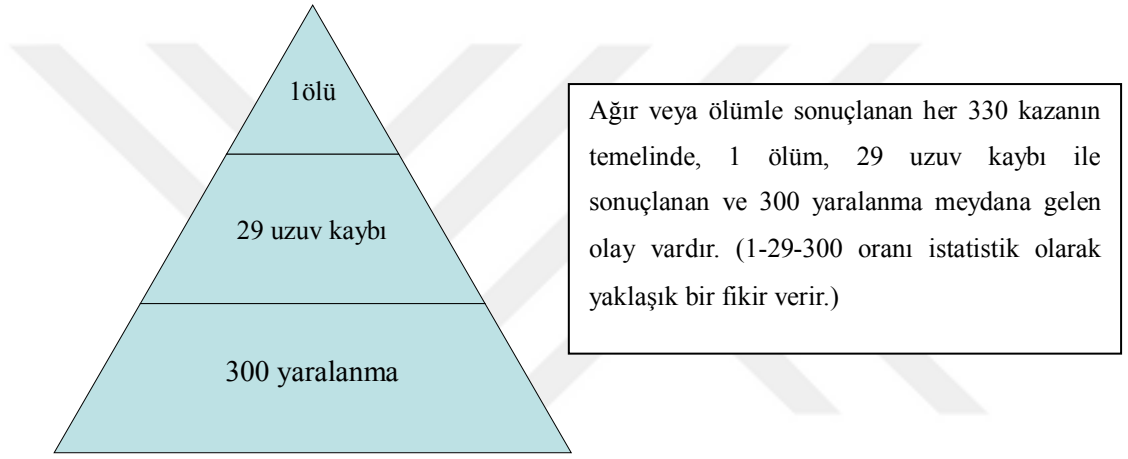 1ölü
29 uzuv kaybı
300 yaralanma
Ağır veya ölümle sonuçlanan her 330 kazanın
temelinde, 1 ölüm, 29 uzuv kaybı ile
sonuçlanan ve 300 yaralanma meydana gelen
olay vardır. (1-29-300 oranı istatistik olarak
yaklaşık bir fikir verir.)